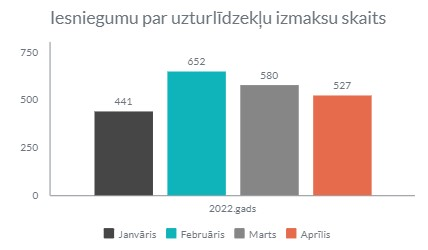 Iesniegumu par uzturlīdzekļu izmaksu skaits
750
500
250
0
441
652
580
527
2022.gads
Janvāris Februāris Marts Aprīlis